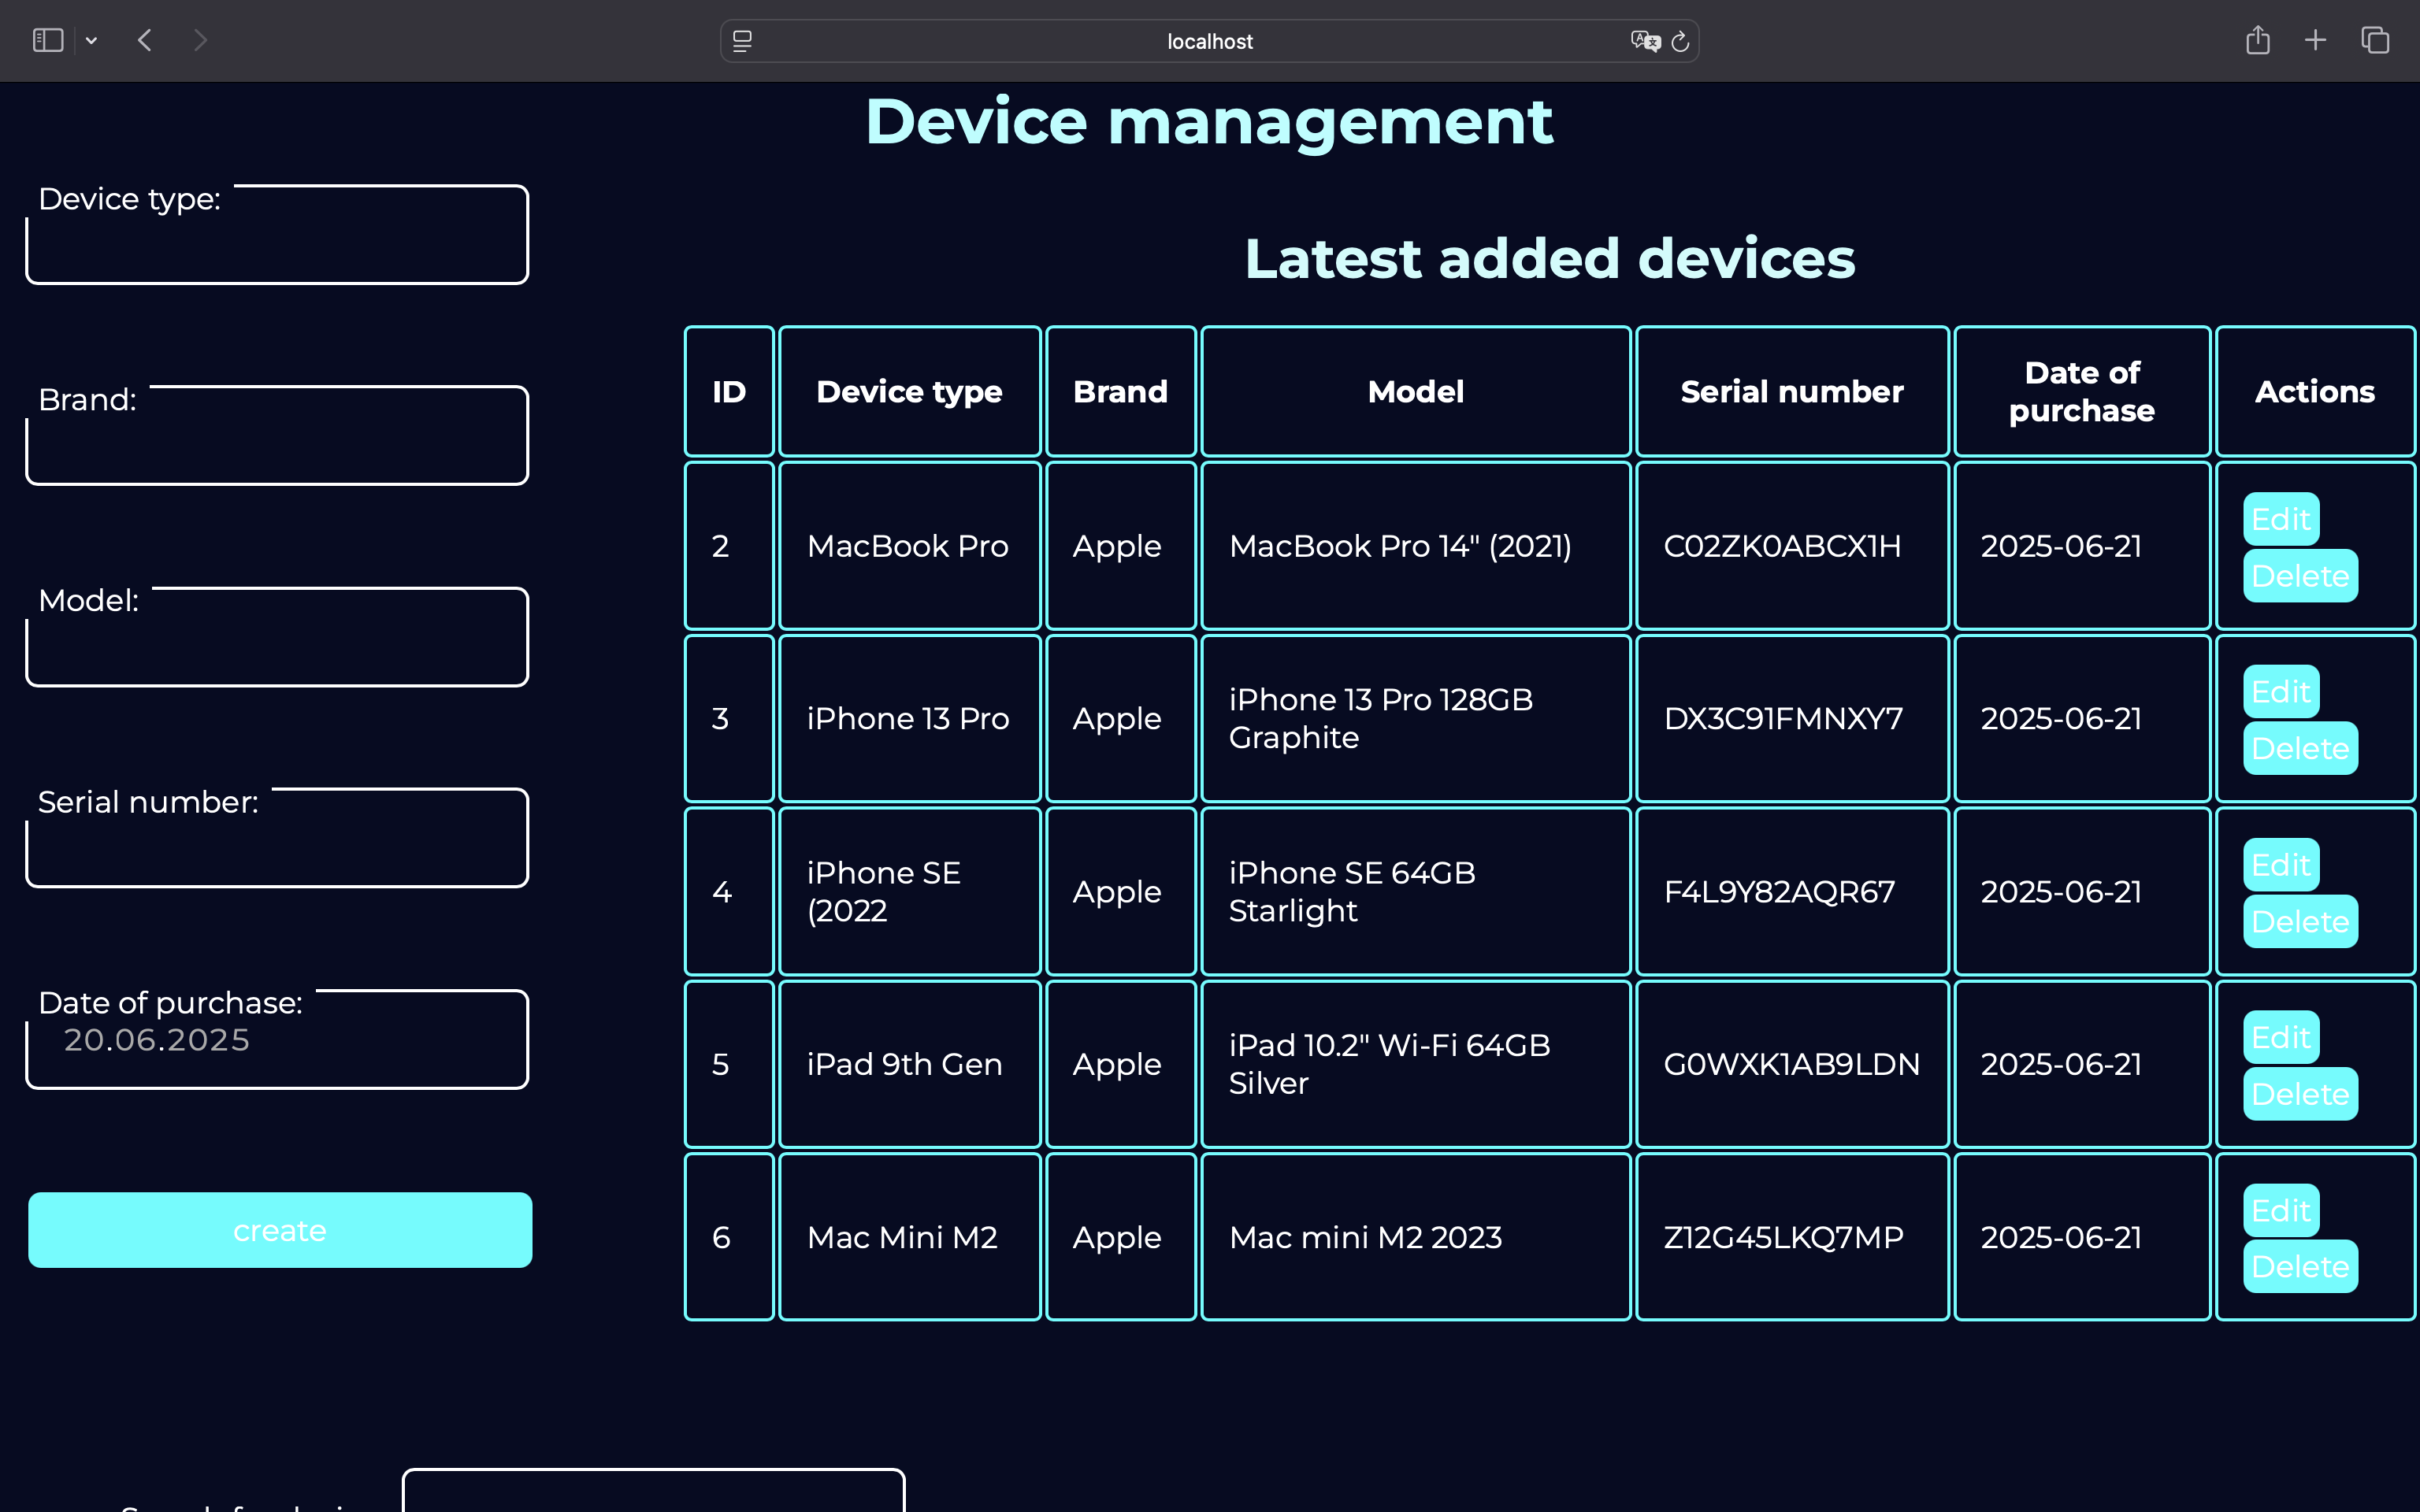 localhost
Device management
Device type:
Brand:
Model:
Serial number:
Date of purchase:
20.06.2025
create
Latest added devices
ID Device type Brand Model Serial number Date of purchase Actions
2 MacBook Pro Apple MacBook Pro 14" (2021) C02ZK0ABCX1H 2025-06-21 Edit
Delete
3 iPhone 13 Pro Apple iPhone 13 Pro 128GB
Graphite DX3C91FMNXY7 2025-06-21 Edit
Delete
4 iPhone SE
(2022 Apple iPhone SE 64GB
Starlight F4L9Y82AQR67 2025-06-21 Edit
Delete
5 iPad 9th Gen Apple iPad 10.2" Wi-Fi 64GB
Silver G0WXK1AB9LDN 2025-06-21 Edit
Delete
6 Mac Mini M2 Apple Mac mini M2 2023 Z12G45LKQ7MP 2025-06-21 Edit
Delete